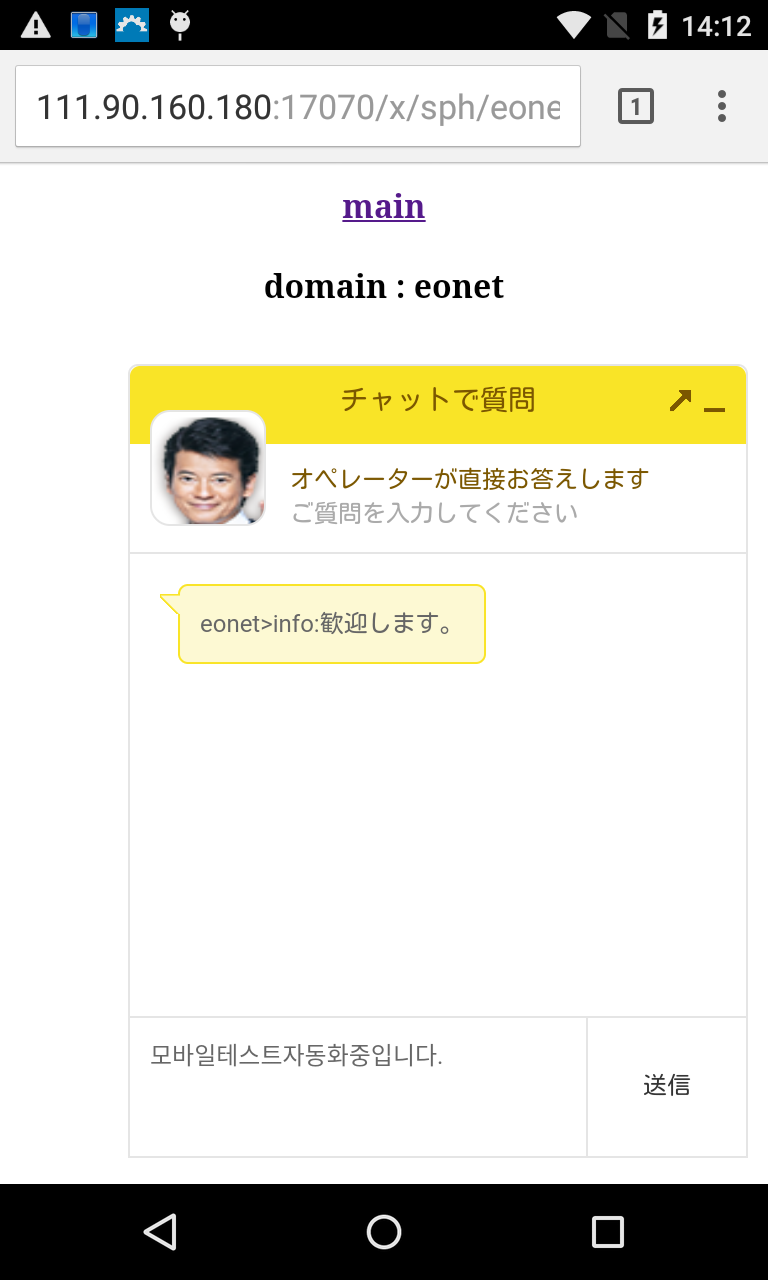 14:12
111.90.160.180:17070/x/sph/eone
1
main
domain : eonet
チャットで質問
オペレーターが直接お答えします
ご質問を入力してください
eonet>info:歓迎します。
모바일테스트자동화중입니다.
送信